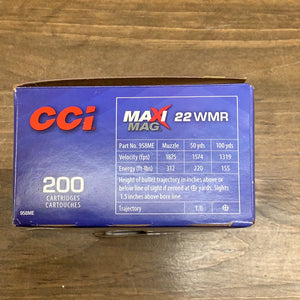 CCI
MAXI MAG 22 WMR
Part No. 958ME Muzzle 50 yds 100 yds
Velocity (fps) 1875 1574 1319
Energy (ft·lbs) 312 220 155
Height of bullet trajectory in inches above or
below line of sight if zeroed at ⊕ yards. Sights
1.5 inches above bore line.
Trajectory 1.0 ⊕
200
CARTRIDGES
CARTOUCHES
958ME